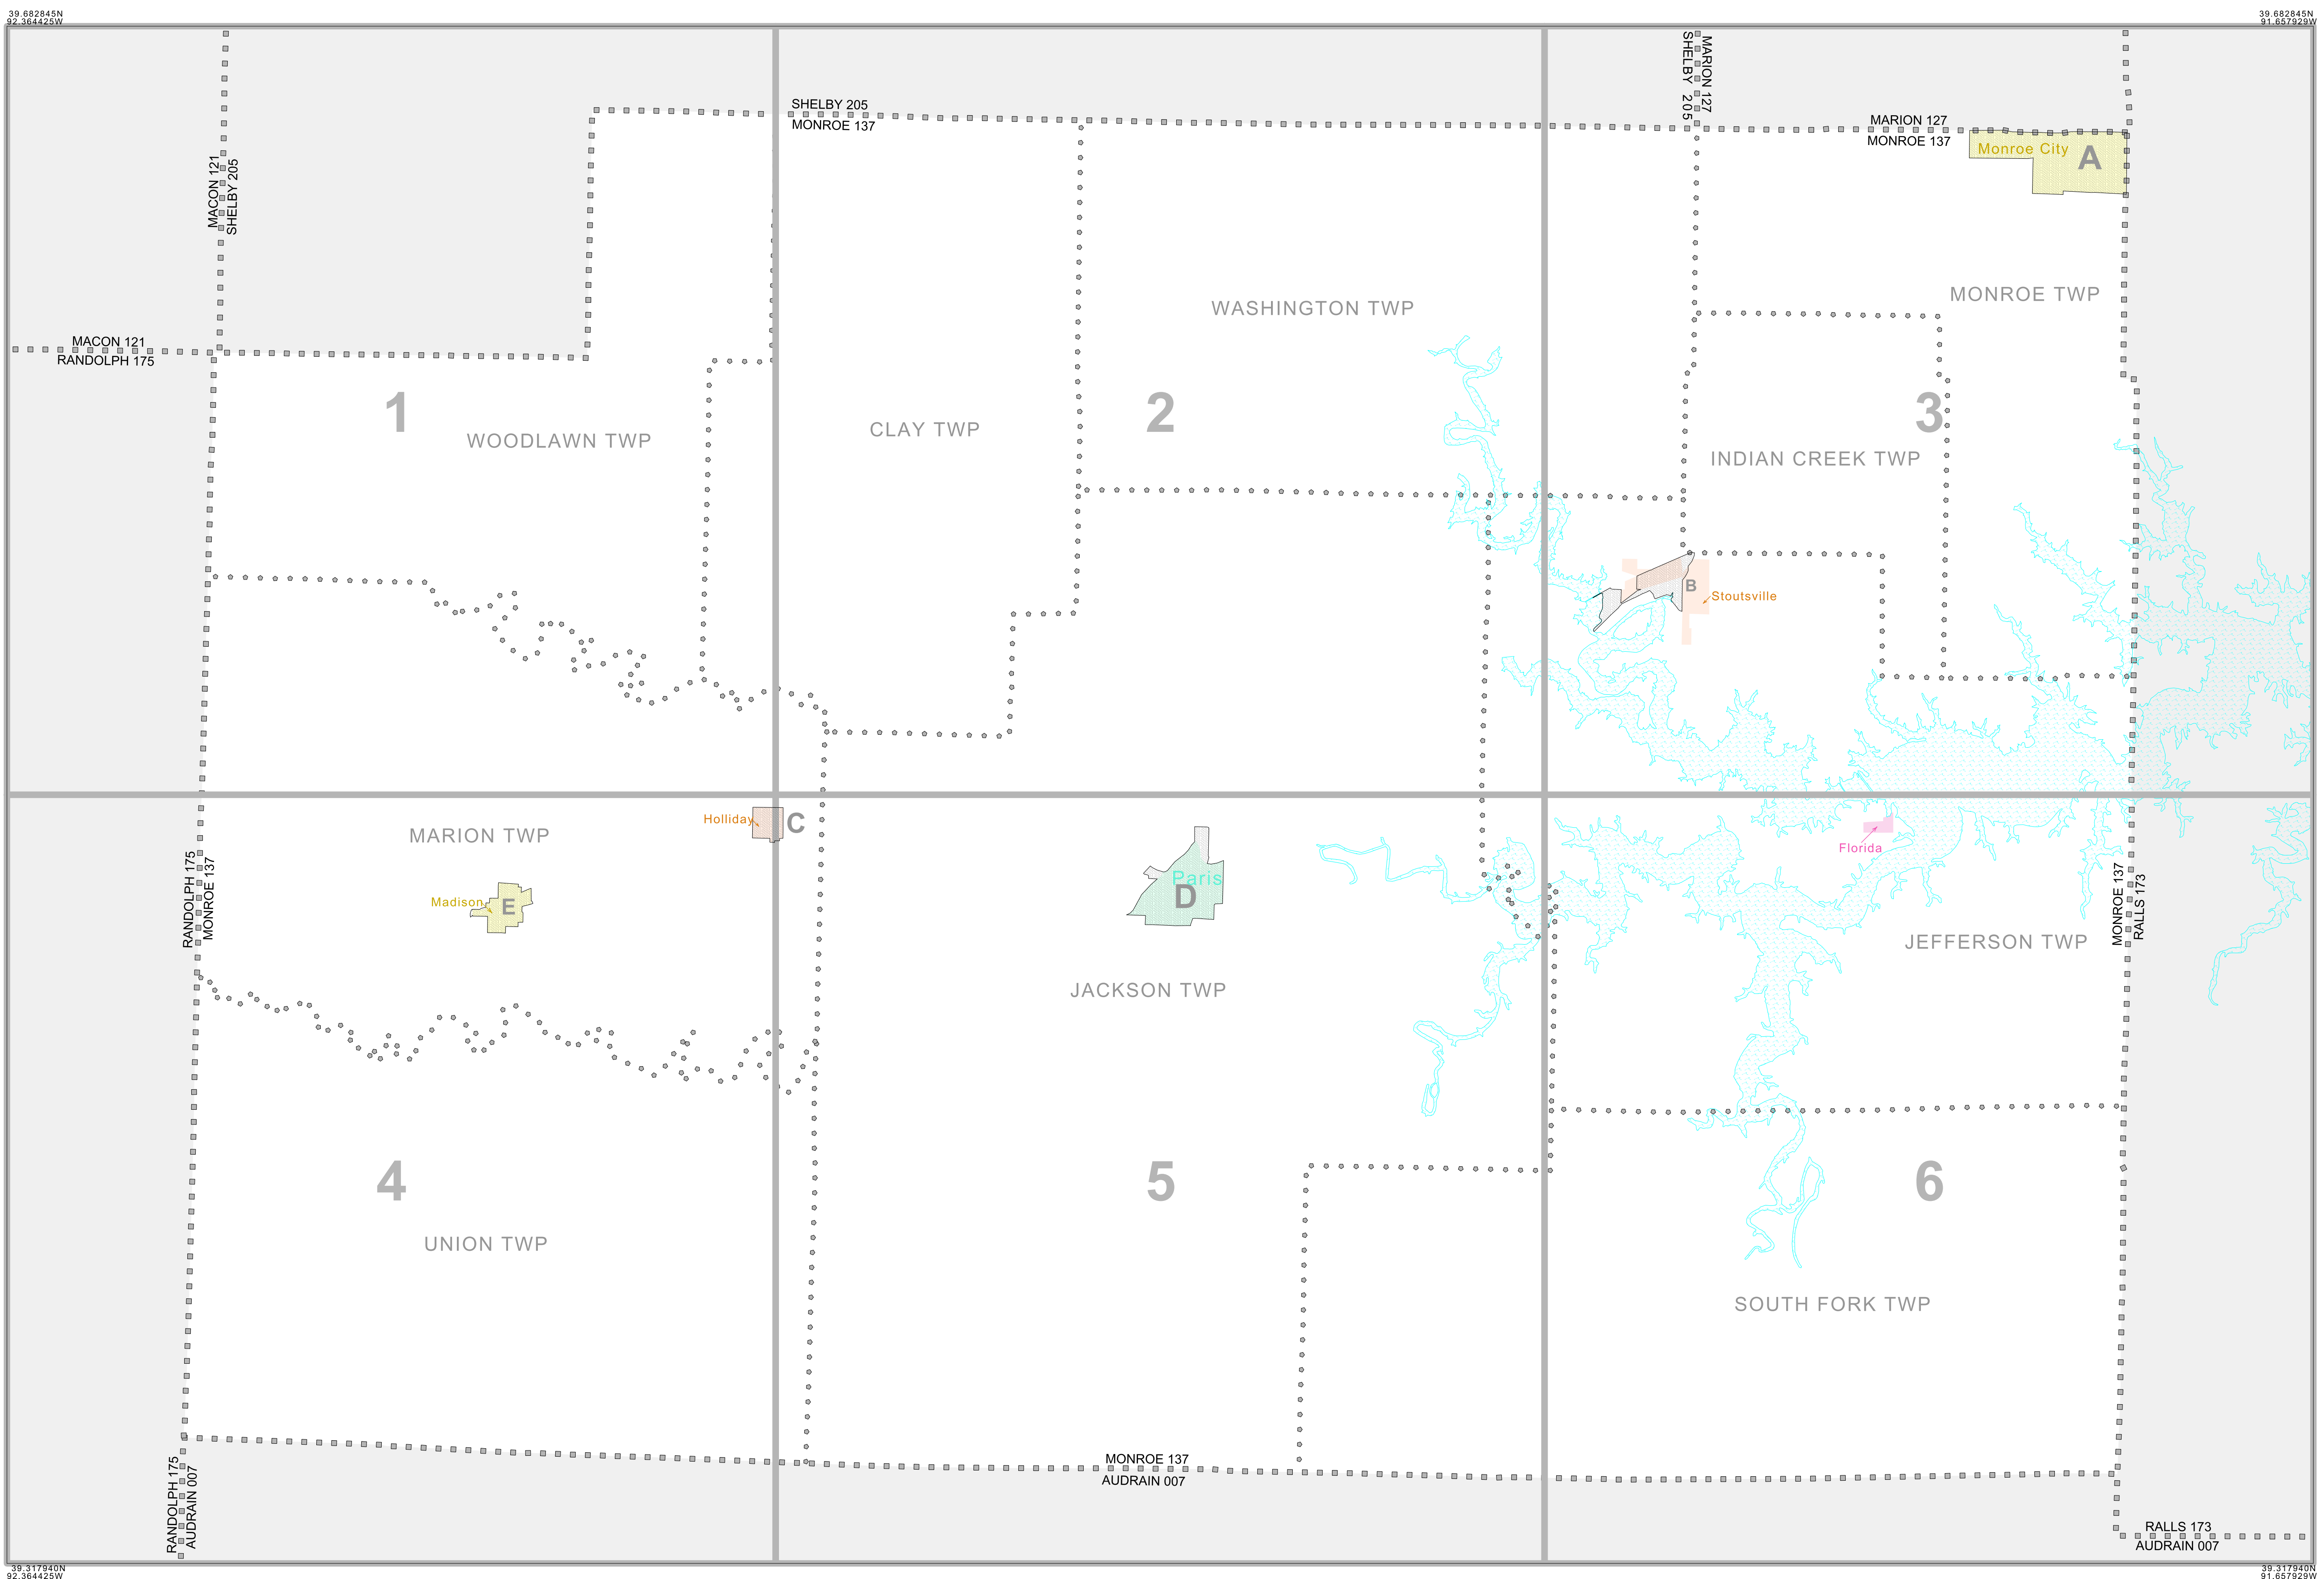 39.682845N
92.364425W
39.682845N
91.657929W
SHELBY 205
MARION 127
SHELBY 205
MONROE 137
MARION 127
MONROE 137
Monroe City
A
MACON 121
SHELBY 205
WASHINGTON TWP
MONROE TWP
MACON 121
RANDOLPH 175
1
2
3
WOODLAWN TWP
CLAY TWP
INDIAN CREEK TWP
B
Stoutsville
Holliday
C
MARION TWP
Florida
RANDOLPH 175
MONROE 137
Madison
E
Paris
D
MONROE 137
RALLS 173
JEFFERSON TWP
JACKSON TWP
4
5
6
UNION TWP
SOUTH FORK TWP
MONROE 137
AUDRAIN 007
RANDOLPH 175
AUDRAIN 007
RALLS 173
AUDRAIN 007
39.317940N
92.364425W
39.317940N
91.657929W